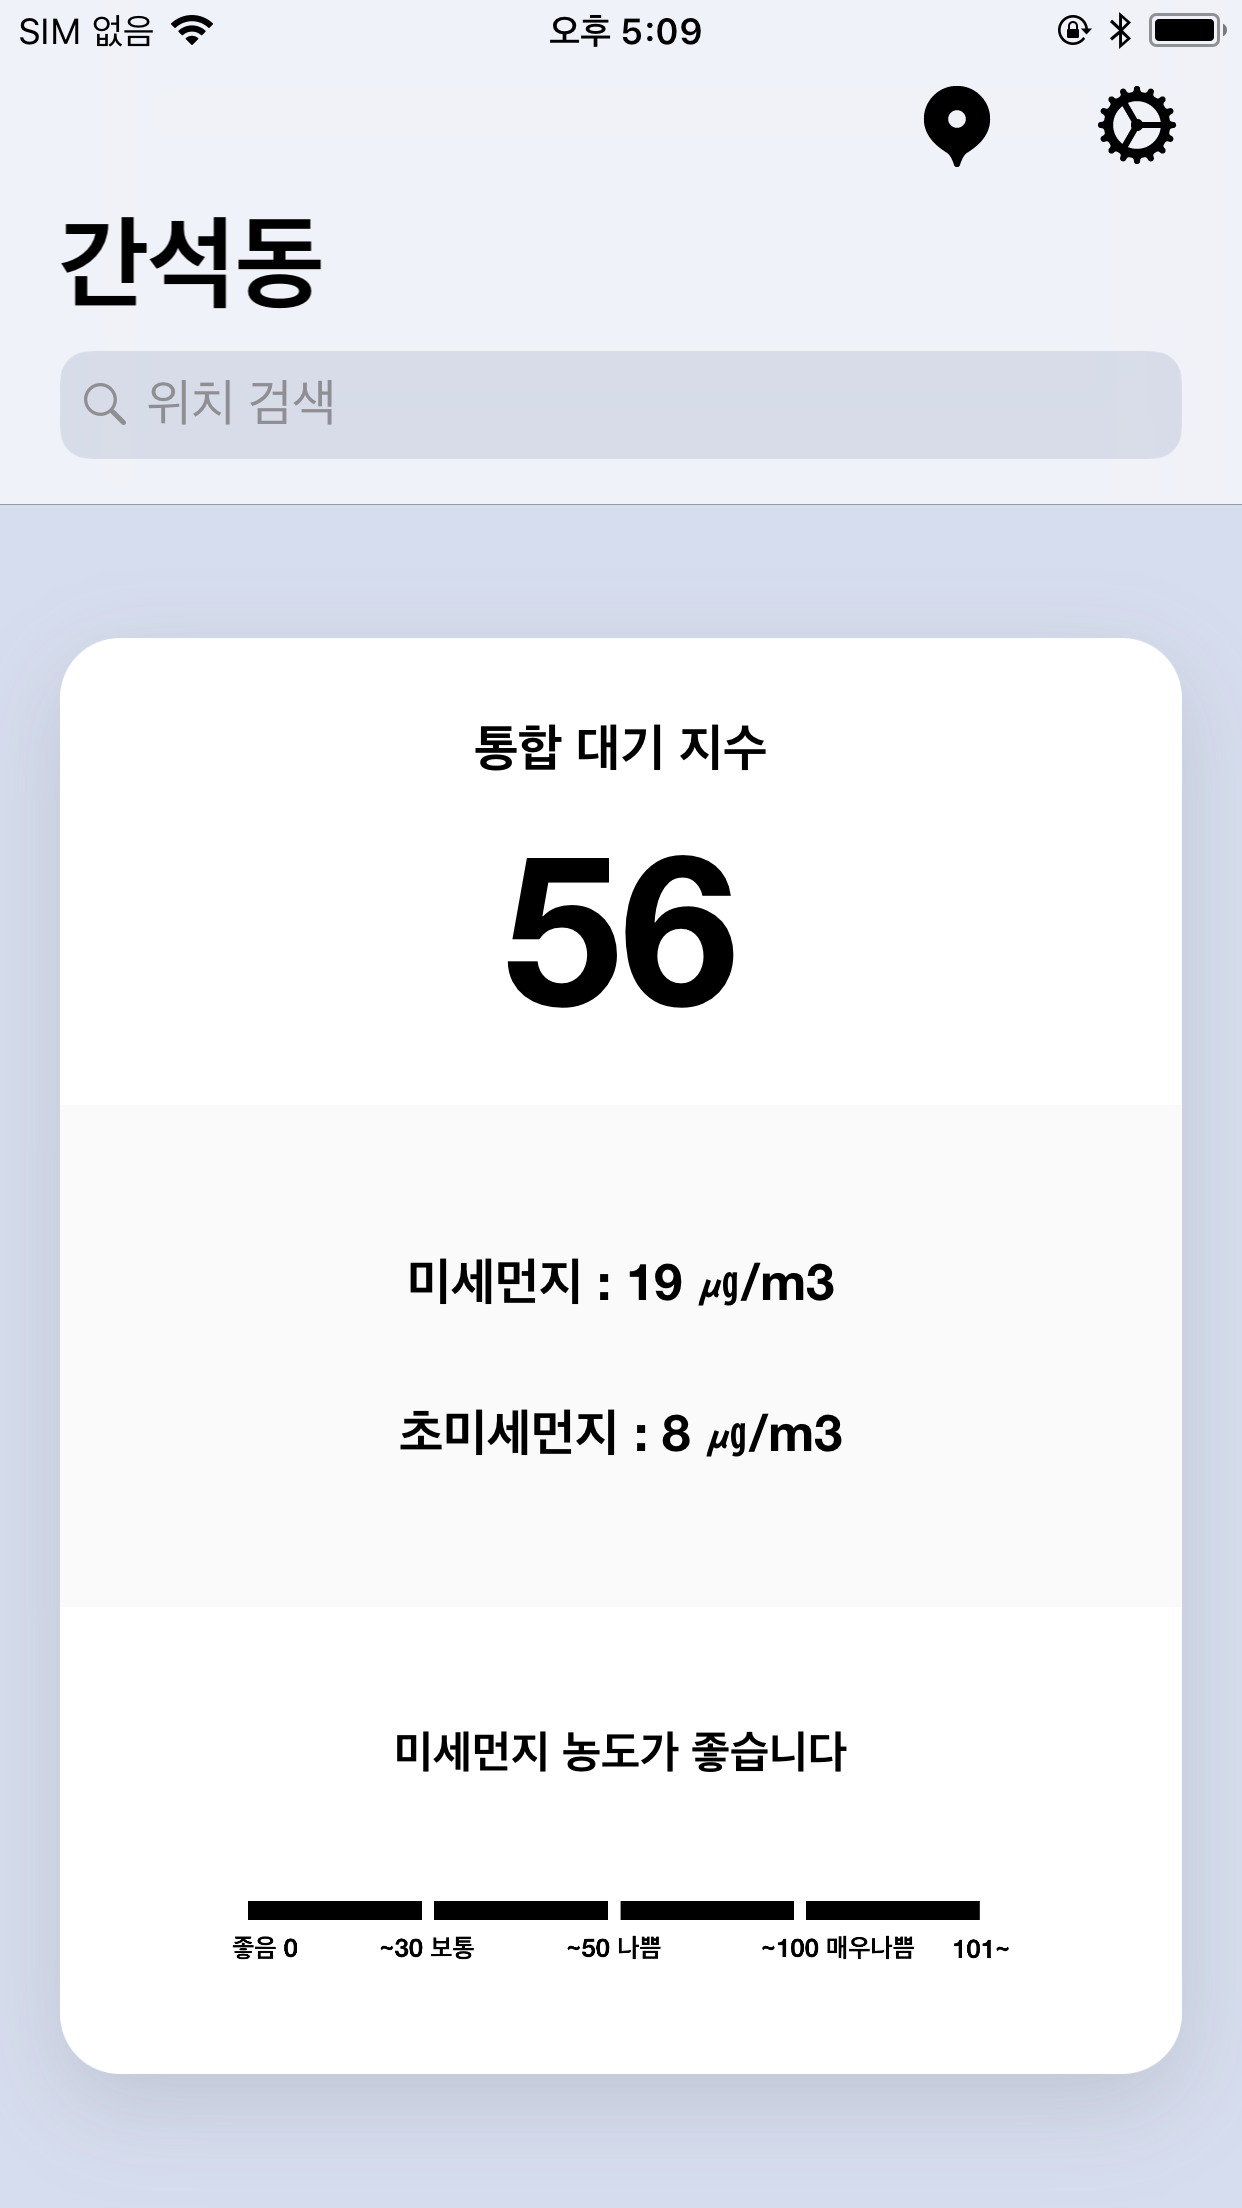 SIM 없음 오후 5:09
간석동
위치 검색
통합 대기 지수
56
미세먼지 : 19 ㎍/m3
초미세먼지 : 8 ㎍/m3
미세먼지 농도가 좋습니다
좋음 0 ~30 보통 ~50 나쁨 ~100 매우나쁨 101~